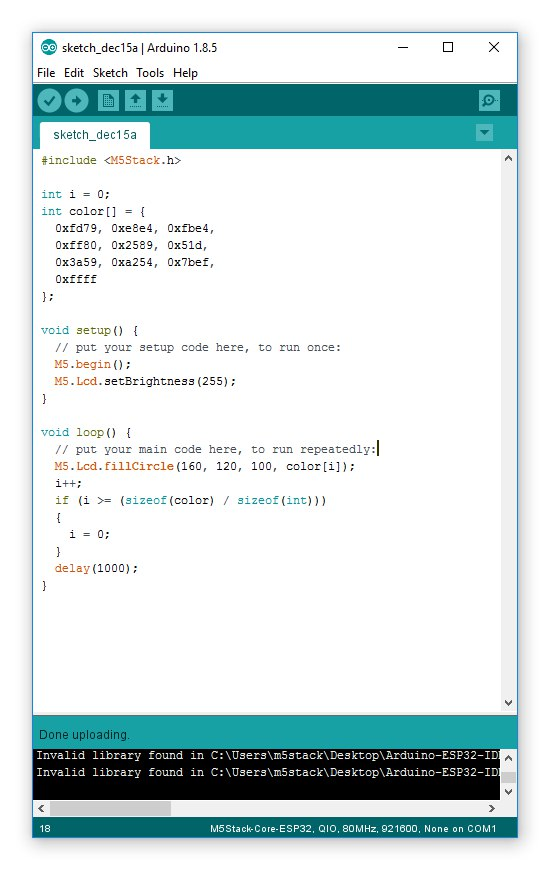 sketch_dec15a | Arduino 1.8.5
File Edit Sketch Tools Help
sketch_dec15a
#include <M5Stack.h>

int i = 0;
int color[] = {
  0xfd79, 0xe8e4, 0xfbe4,
  0xff80, 0x2589, 0x51d,
  0x3a59, 0xa254, 0x7bef,
  0xffff
};

void setup() {
  // put your setup code here, to run once:
  M5.begin();
  M5.Lcd.setBrightness(255);
}

void loop() {
  // put your main code here, to run repeatedly:
  M5.Lcd.fillCircle(160, 120, 100, color[i]);
  i++;
  if (i >= (sizeof(color) / sizeof(int)))
  {
    i = 0;
  }
  delay(1000);
}
Done uploading.
Invalid library found in C:\Users\m5stack\Desktop\Arduino-ESP32-ID
Invalid library found in C:\Users\m5stack\Desktop\Arduino-ESP32-ID
18 M5Stack-Core-ESP32, QIO, 80MHz, 921600, None on COM1